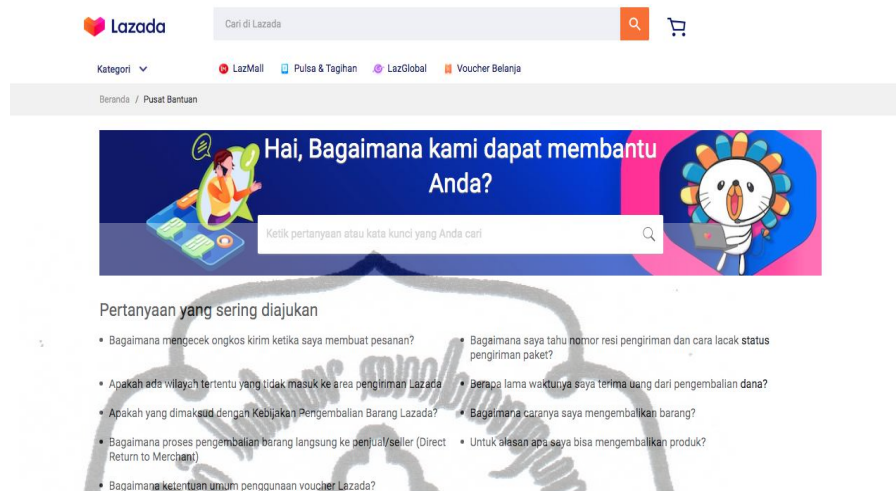 Lazada
Cari di Lazada
Kategori
LazMall
Pulsa & Tagihan
LazGlobal
Voucher Belanja
Beranda / Pusat Bantuan
Hai, Bagaimana kami dapat membantu
Anda?
Ketik pertanyaan atau kata kunci yang Anda cari
Pertanyaan yang sering diajukan
Bagaimana mengecek ongkos kirim ketika saya membuat pesanan?
Bagaimana saya tahu nomor resi pengiriman dan cara lacak status
pengiriman paket?
Apakah ada wilayah tertentu yang tidak masuk ke area pengiriman Lazada
Berapa lama waktunya saya terima uang dari pengembalian dana?
Apakah yang dimaksud dengan Kebijakan Pengembalian Barang Lazada?
Bagaimana caranya saya mengembalikan barang?
Bagaimana proses pengembalian barang langsung ke penjual/seller (Direct
Return to Merchant)
Untuk alasan apa saya bisa mengembalikan produk?
Bagaimana ketentuan umum penggunaan voucher Lazada?